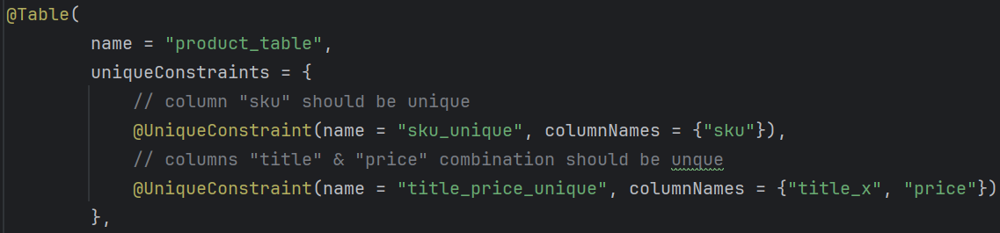 @Table(
name = "product_table",
uniqueConstraints = {
// column "sku" should be unique
@UniqueConstraint(name = "sku_unique", columnNames = {"sku"}),
// columns "title" & "price" combination should be unque
@UniqueConstraint(name = "title_price_unique", columnNames = {"title_x", "price"})
},